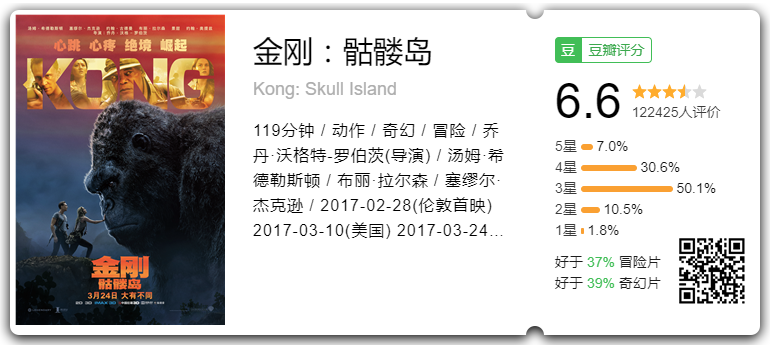 心跳 心疼 绝境 崛起
KONG
金刚
骷髅岛
3月24日 大有不同
金刚：骷髅岛
Kong: Skull Island
119分钟 / 动作 / 奇幻 / 冒险 / 乔
丹·沃格特-罗伯茨(导演) / 汤姆·希
德勒斯顿 / 布丽·拉尔森 / 塞缪尔·
杰克逊 / 2017-02-28(伦敦首映)
2017-03-10(美国) 2017-03-24...
豆 豆瓣评分
6.6
122425人评价
5星 7.0%
4星 30.6%
3星 50.1%
2星 10.5%
1星 1.8%
好于 37% 冒险片
好于 39% 奇幻片